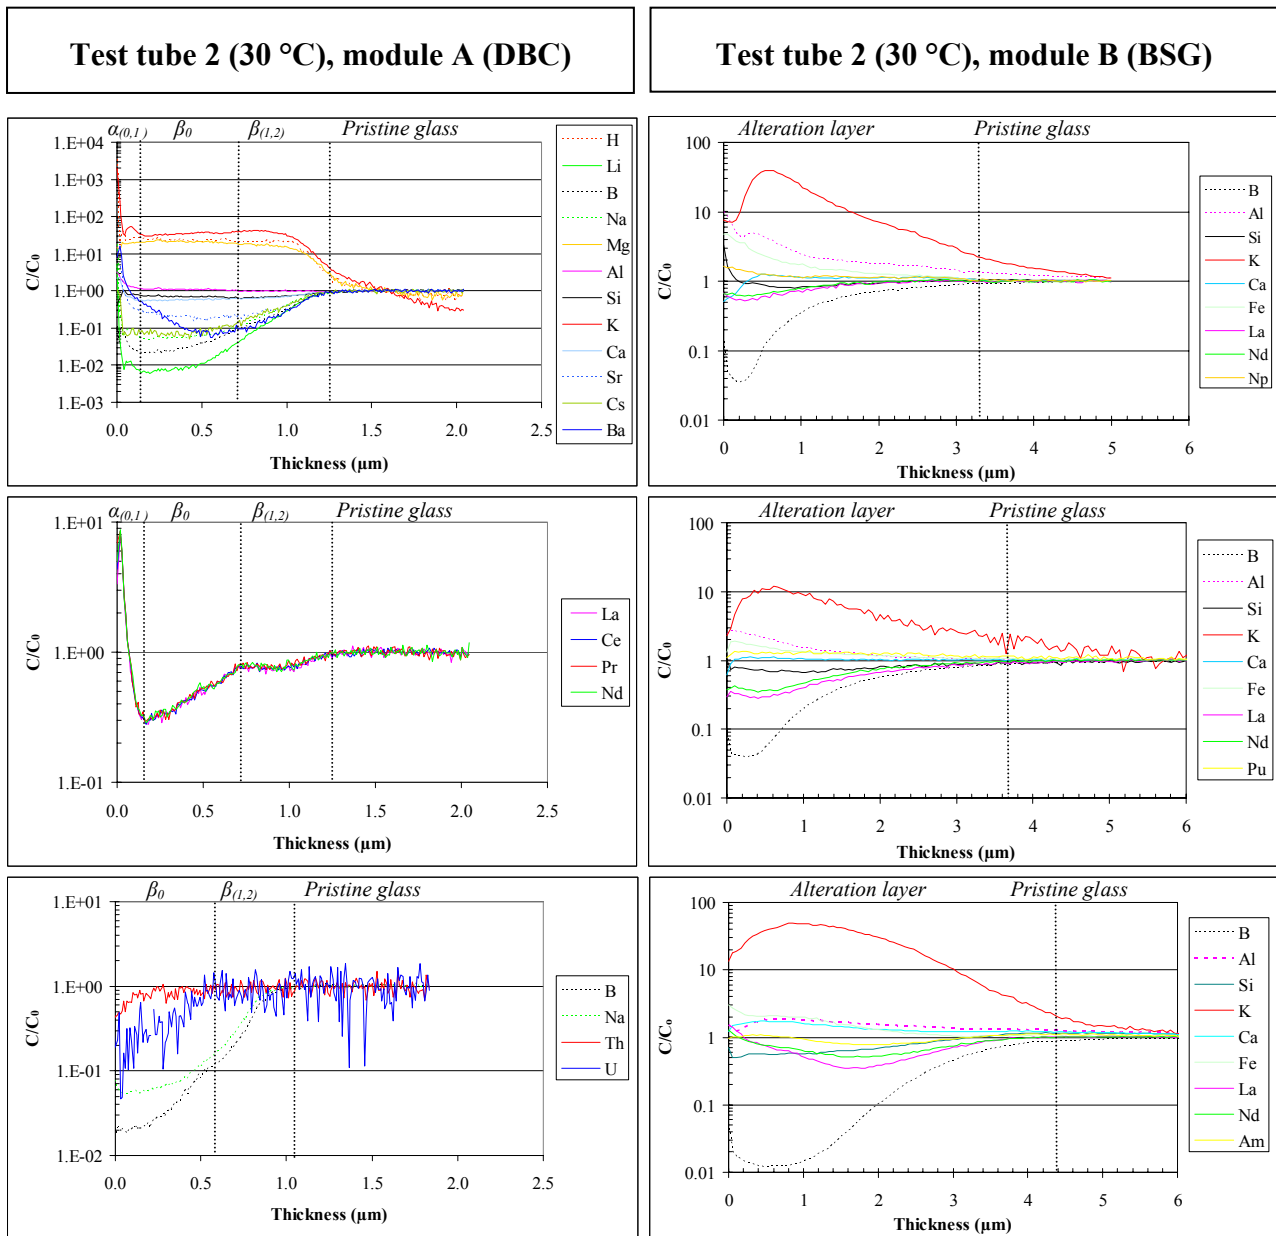 Test tube 2 (30 °C), module A (DBC)
Test tube 2 (30 °C), module B (BSG)
α(0,1) β0 β(1,2) Pristine glass
C/C0
1.E+04
1.E+03
1.E+02
1.E+01
1.E+00
1.E-01
1.E-02
1.E-03
0.0 0.5 1.0 1.5 2.0 2.5
Thickness (µm)
H
Li
B
Na
Mg
Al
Si
K
Ca
Sr
Cs
Ba
Alteration layer Pristine glass
C/C0
100
10
1
0.1
0.01
0 1 2 3 4 5 6
Thickness (µm)
B
Al
Si
K
Ca
Fe
La
Nd
Np
α(0,1) β0 β(1,2) Pristine glass
C/C0
1.E+01
1.E+00
1.E-01
0.0 0.5 1.0 1.5 2.0 2.5
Thickness (µm)
La
Ce
Pr
Nd
Alteration layer Pristine glass
C/C0
100
10
1
0.1
0.01
0 1 2 3 4 5 6
Thickness (µm)
B
Al
Si
K
Ca
Fe
La
Nd
Pu
β0 β(1,2) Pristine glass
C/C0
1.E+01
1.E+00
1.E-01
1.E-02
0.0 0.5 1.0 1.5 2.0 2.5
Thickness (µm)
B
Na
Th
U
Alteration layer Pristine glass
C/C0
100
10
1
0.1
0.01
0 1 2 3 4 5 6
Thickness (µm)
B
Al
Si
K
Ca
Fe
La
Nd
Am